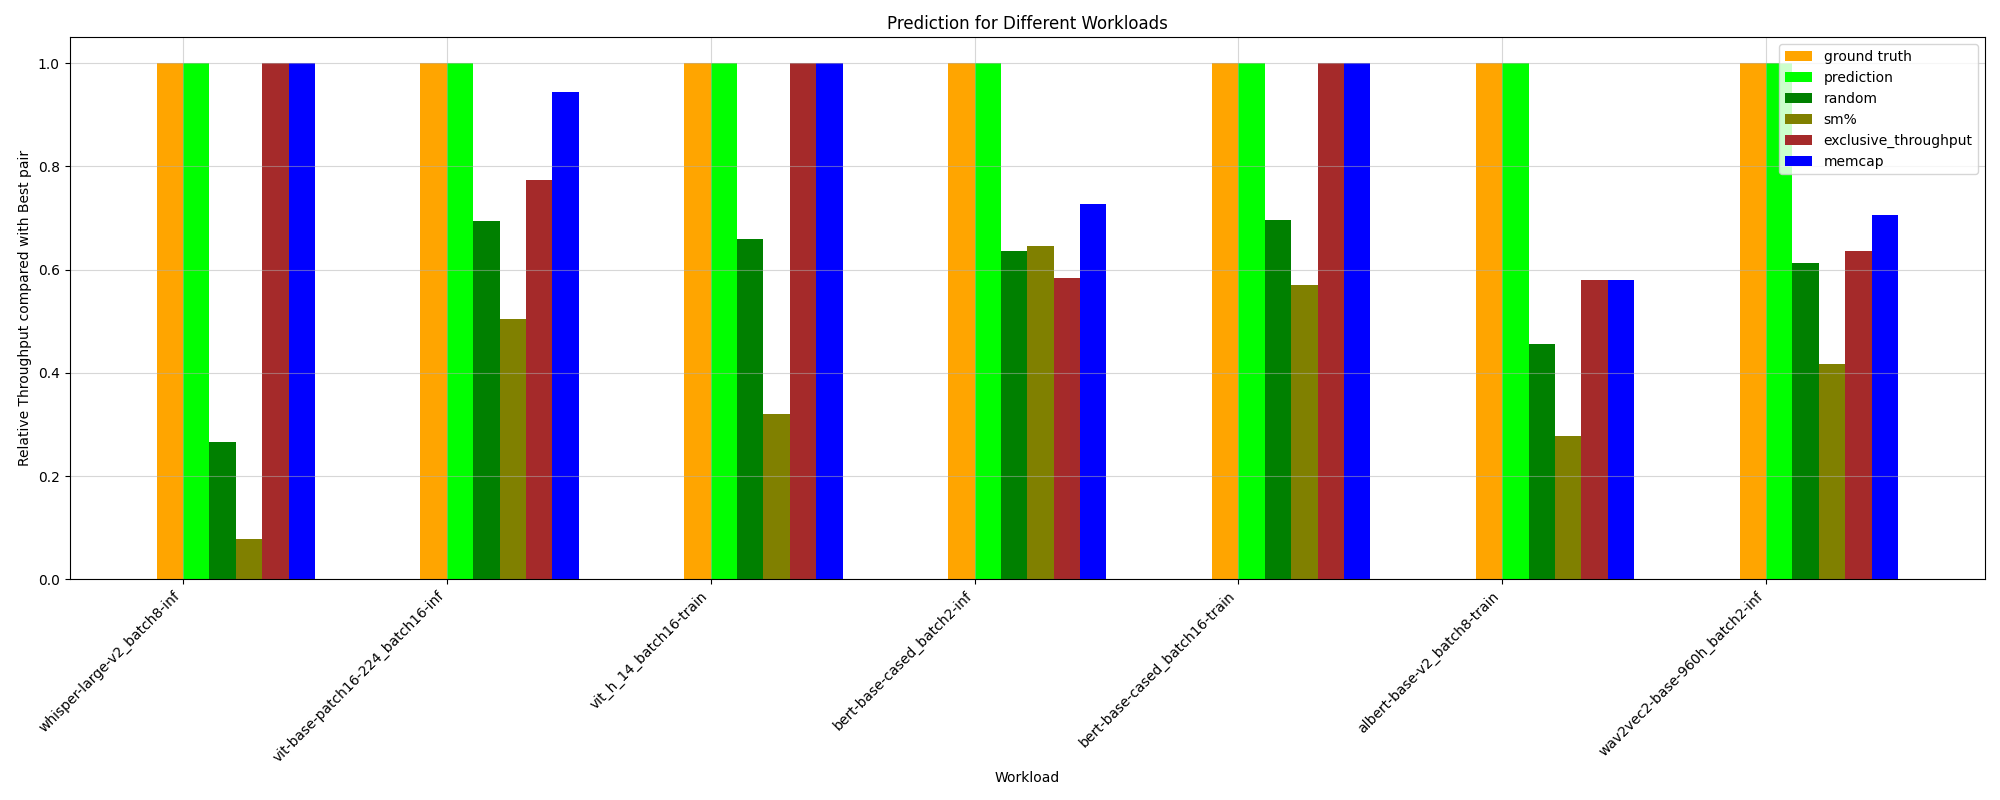 Prediction for Different Workloads
Relative Throughput compared with Best pair
1.0
0.8
0.6
0.4
0.2
0.0
ground truth
prediction
random
sm%
exclusive_throughput
memcap
whisper-large-v2_batch8-inf
vit-base-patch16-224_batch16-inf
vit_h_14_batch16-train
bert-base-cased_batch2-inf
bert-base-cased_batch16-train
albert-base-v2_batch8-train
wav2vec2-base-960h_batch2-inf
Workload